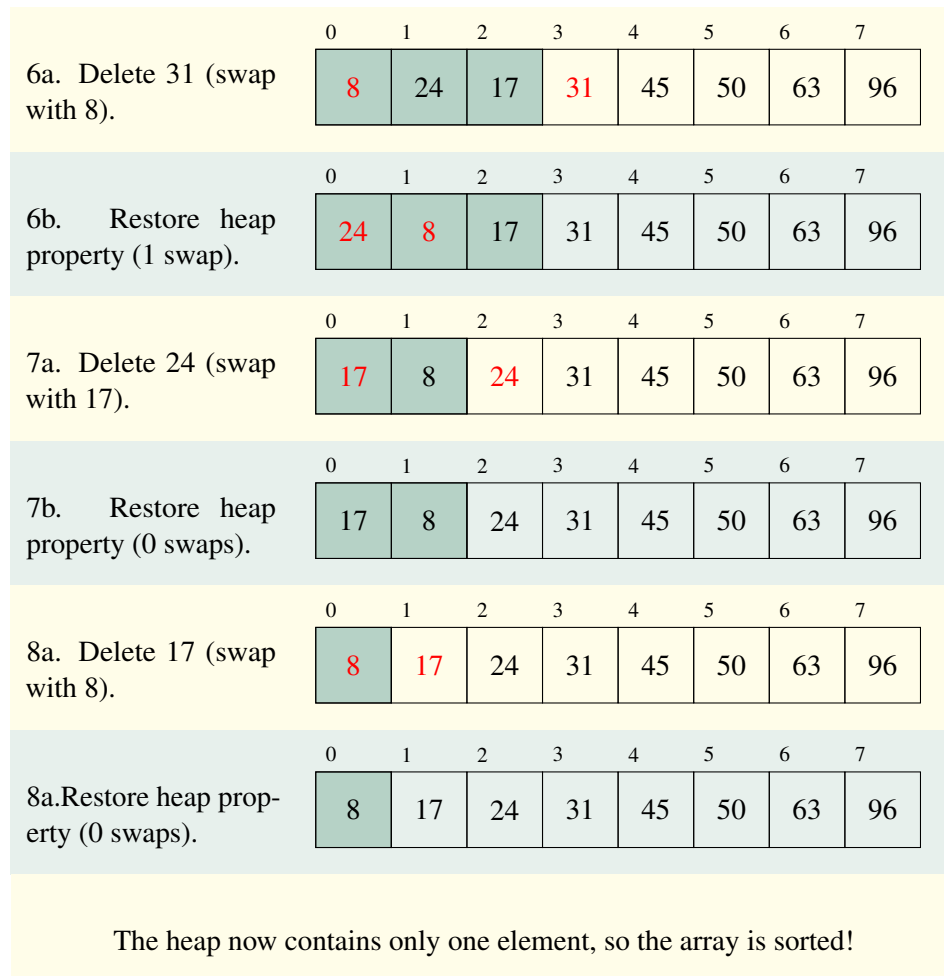 0 1 2 3 4 5 6 7
6a. Delete 31 (swap
with 8).
8 24 17 31 45 50 63 96
0 1 2 3 4 5 6 7
6b. Restore heap
property (1 swap).
24 8 17 31 45 50 63 96
0 1 2 3 4 5 6 7
7a. Delete 24 (swap
with 17).
17 8 24 31 45 50 63 96
0 1 2 3 4 5 6 7
7b. Restore heap
property (0 swaps).
17 8 24 31 45 50 63 96
0 1 2 3 4 5 6 7
8a. Delete 17 (swap
with 8).
8 17 24 31 45 50 63 96
0 1 2 3 4 5 6 7
8a.Restore heap prop-
erty (0 swaps).
8 17 24 31 45 50 63 96
The heap now contains only one element, so the array is sorted!